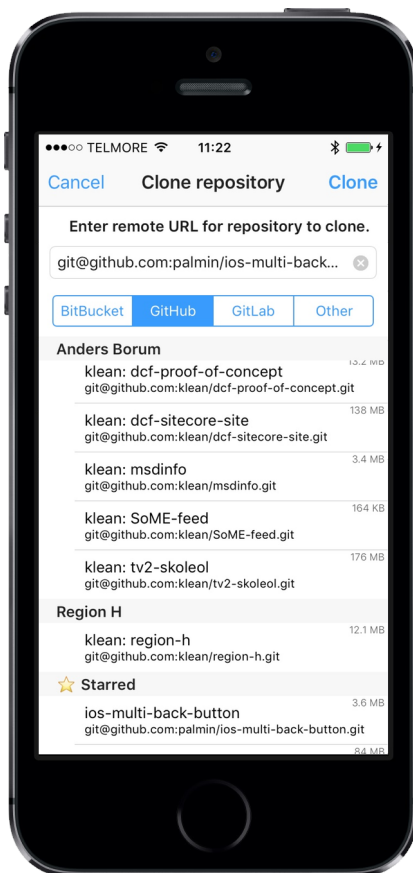 TELMORE 11:22
Cancel Clone repository Clone
Enter remote URL for repository to clone.
git@github.com:palmin/ios-multi-back...
BitBucket GitHub GitLab Other
Anders Borum
13.2 MB
klean: dcf-proof-of-concept
git@github.com:klean/dcf-proof-of-concept.git
138 MB
klean: dcf-sitecore-site
git@github.com:klean/dcf-sitecore-site.git
3.4 MB
klean: msdinfo
git@github.com:klean/msdinfo.git
164 KB
klean: SoME-feed
git@github.com:klean/SoME-feed.git
176 MB
klean: tv2-skoleol
git@github.com:klean/tv2-skoleol.git
Region H
12.1 MB
klean: region-h
git@github.com:klean/region-h.git
Starred
3.6 MB
ios-multi-back-button
git@github.com:palmin/ios-multi-back-button.git
84 MB